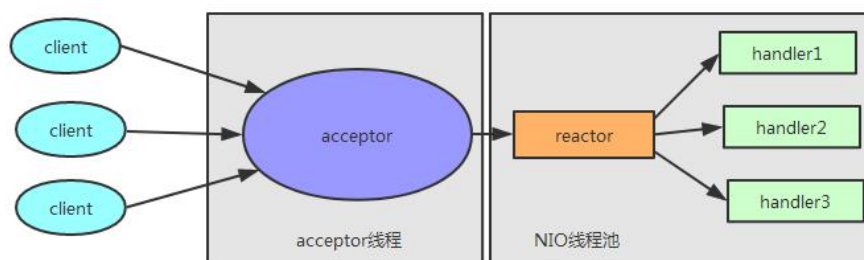 client
client
client
acceptor
acceptor线程
reactor
handler1
handler2
handler3
NIO线程池